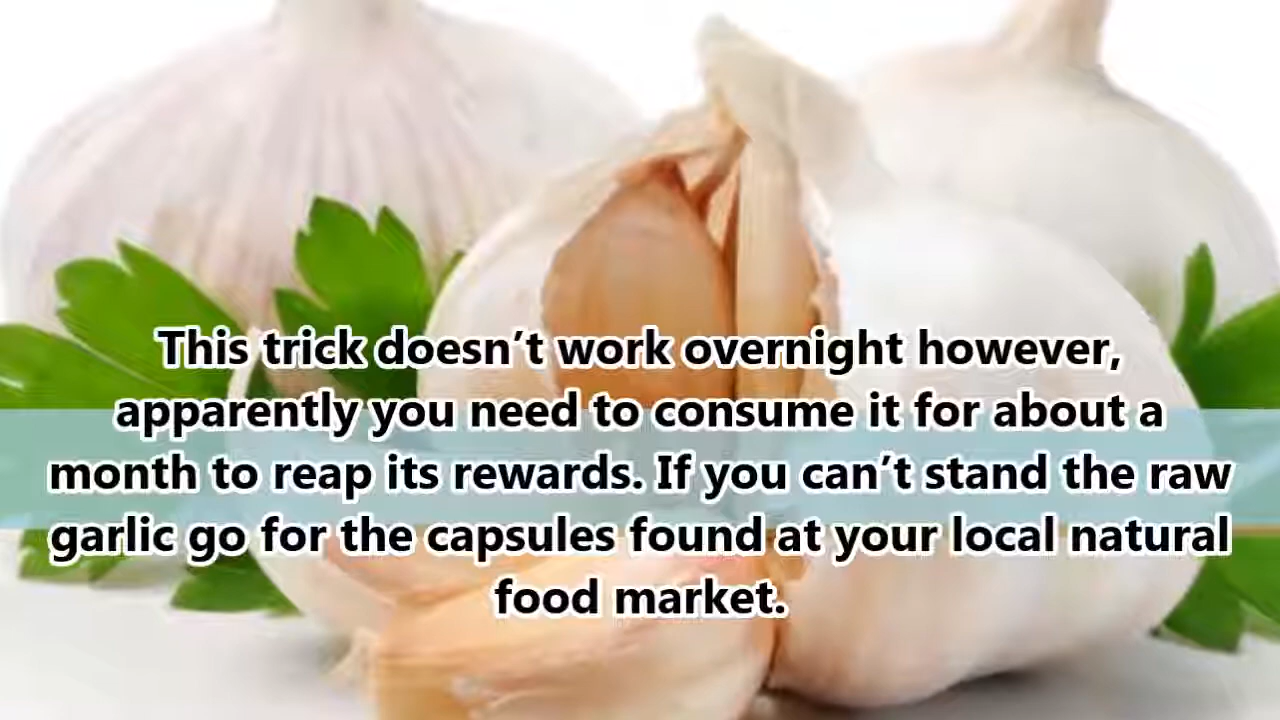 This trick doesn’t work overnight however,
apparently you need to consume it for about a
month to reap its rewards. If you can’t stand the raw
garlic go for the capsules found at your local natural
food market.